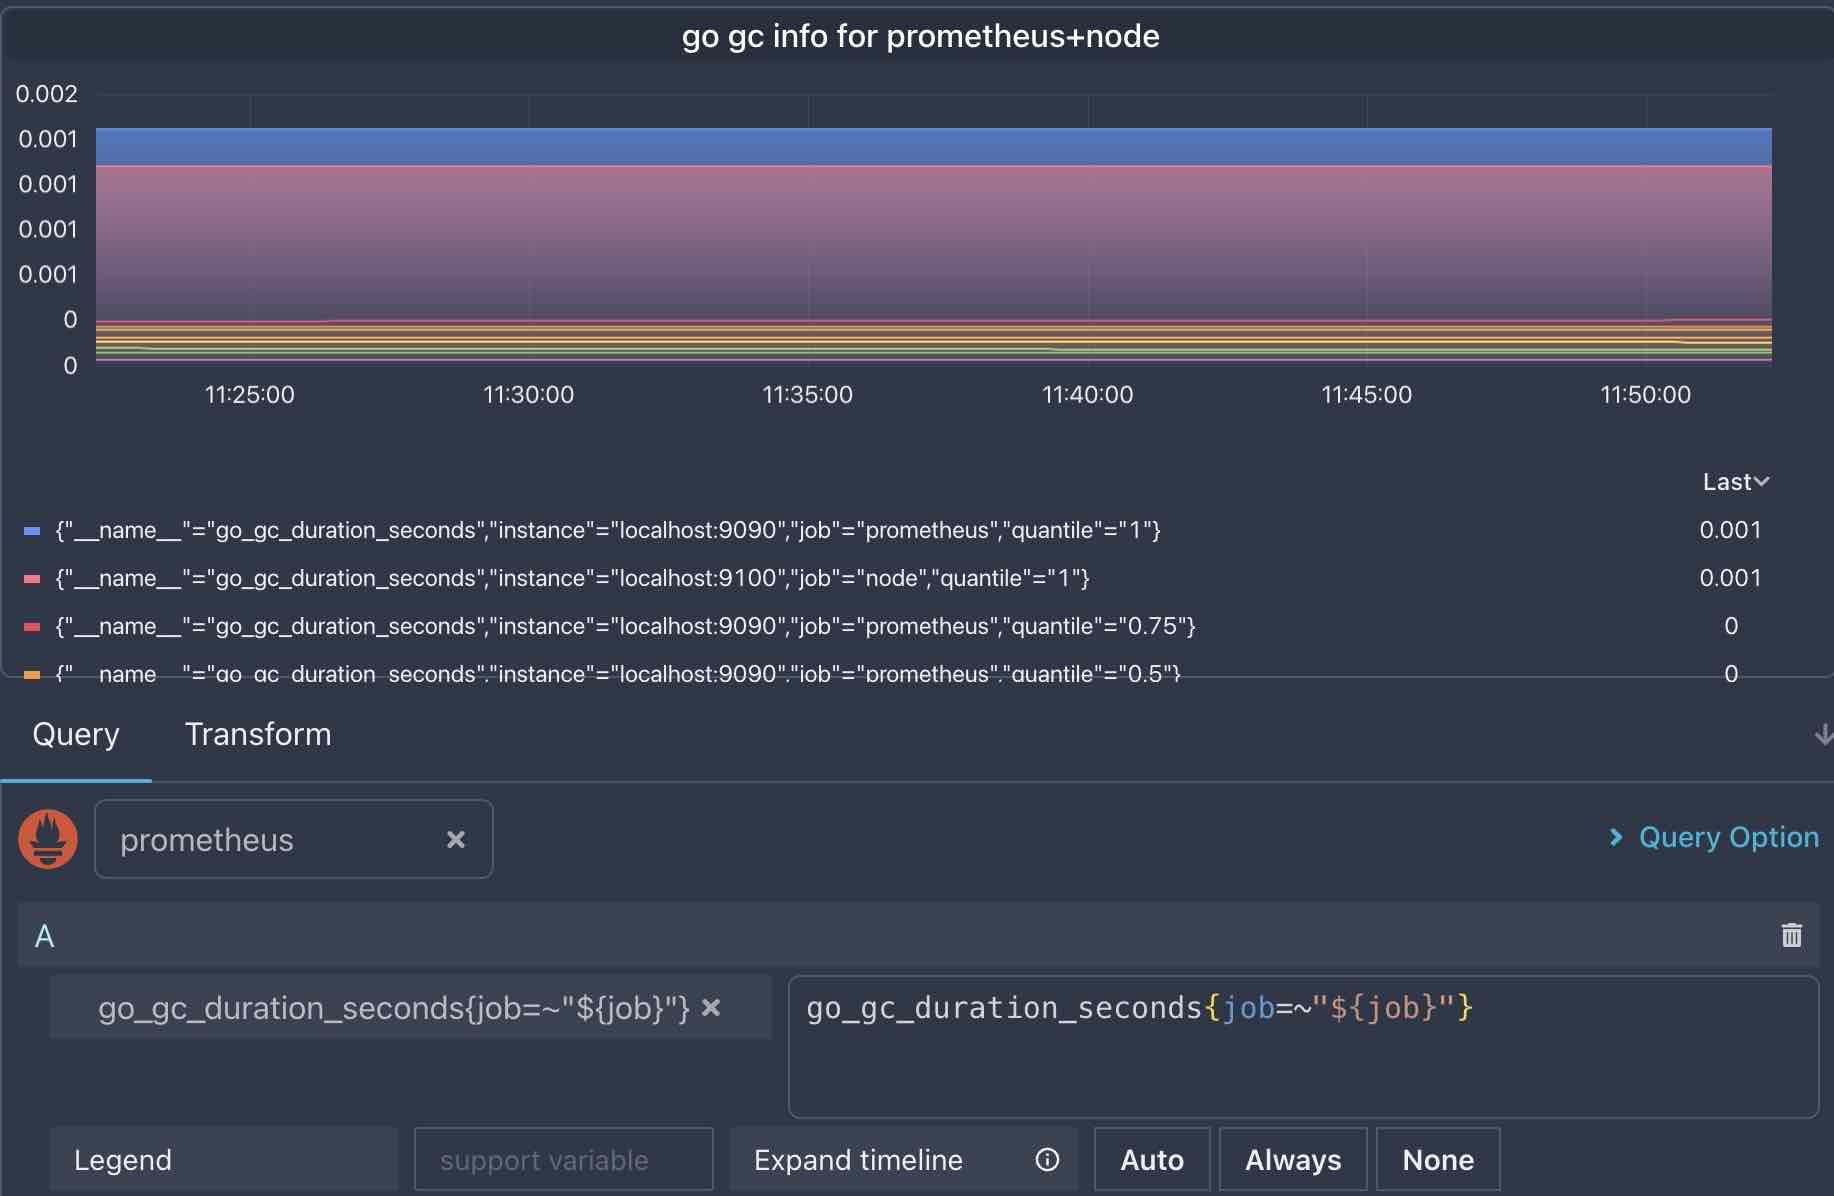 go gc info for prometheus+node
0.002
0.001
0.001
0.001
0.001
0
0
11:25:00 11:30:00 11:35:00 11:40:00 11:45:00 11:50:00
Last
{"__name__"="go_gc_duration_seconds","instance"="localhost:9090","job"="prometheus","quantile"="1"} 0.001
{"__name__"="go_gc_duration_seconds","instance"="localhost:9100","job"="node","quantile"="1"} 0.001
{"__name__"="go_gc_duration_seconds","instance"="localhost:9090","job"="prometheus","quantile"="0.75"} 0
{"__name__"="go_gc_duration_seconds","instance"="localhost:9090","job"="prometheus","quantile"="0.5"} 0
Query Transform
prometheus Query Option
A
go_gc_duration_seconds{job=~"${job}"} go_gc_duration_seconds{job=~"${job}"}
Legend support variable Expand timeline Auto Always None